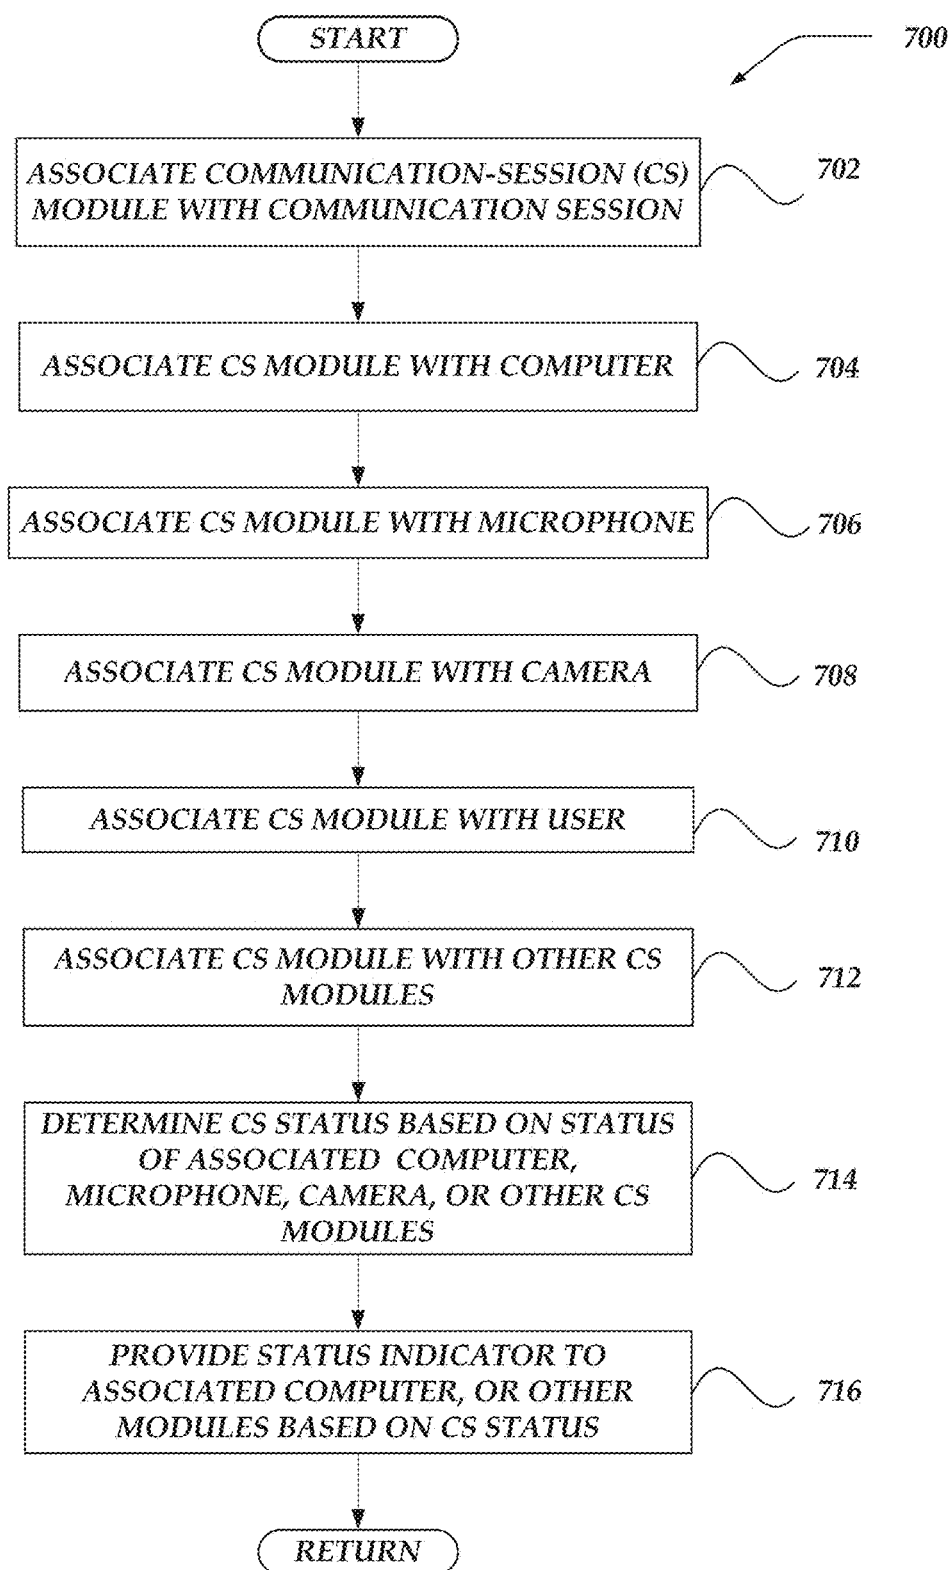 START
700
ASSOCIATE COMMUNICATION-SESSION (CS)
MODULE WITH COMMUNICATION SESSION
702
ASSOCIATE CS MODULE WITH COMPUTER
704
ASSOCIATE CS MODULE WITH MICROPHONE
706
ASSOCIATE CS MODULE WITH CAMERA
708
ASSOCIATE CS MODULE WITH USER
710
ASSOCIATE CS MODULE WITH OTHER CS
MODULES
712
DETERMINE CS STATUS BASED ON STATUS
OF ASSOCIATED COMPUTER,
MICROPHONE, CAMERA, OR OTHER CS
MODULES
714
PROVIDE STATUS INDICATOR TO
ASSOCIATED COMPUTER, OR OTHER
MODULES BASED ON CS STATUS
716
RETURN